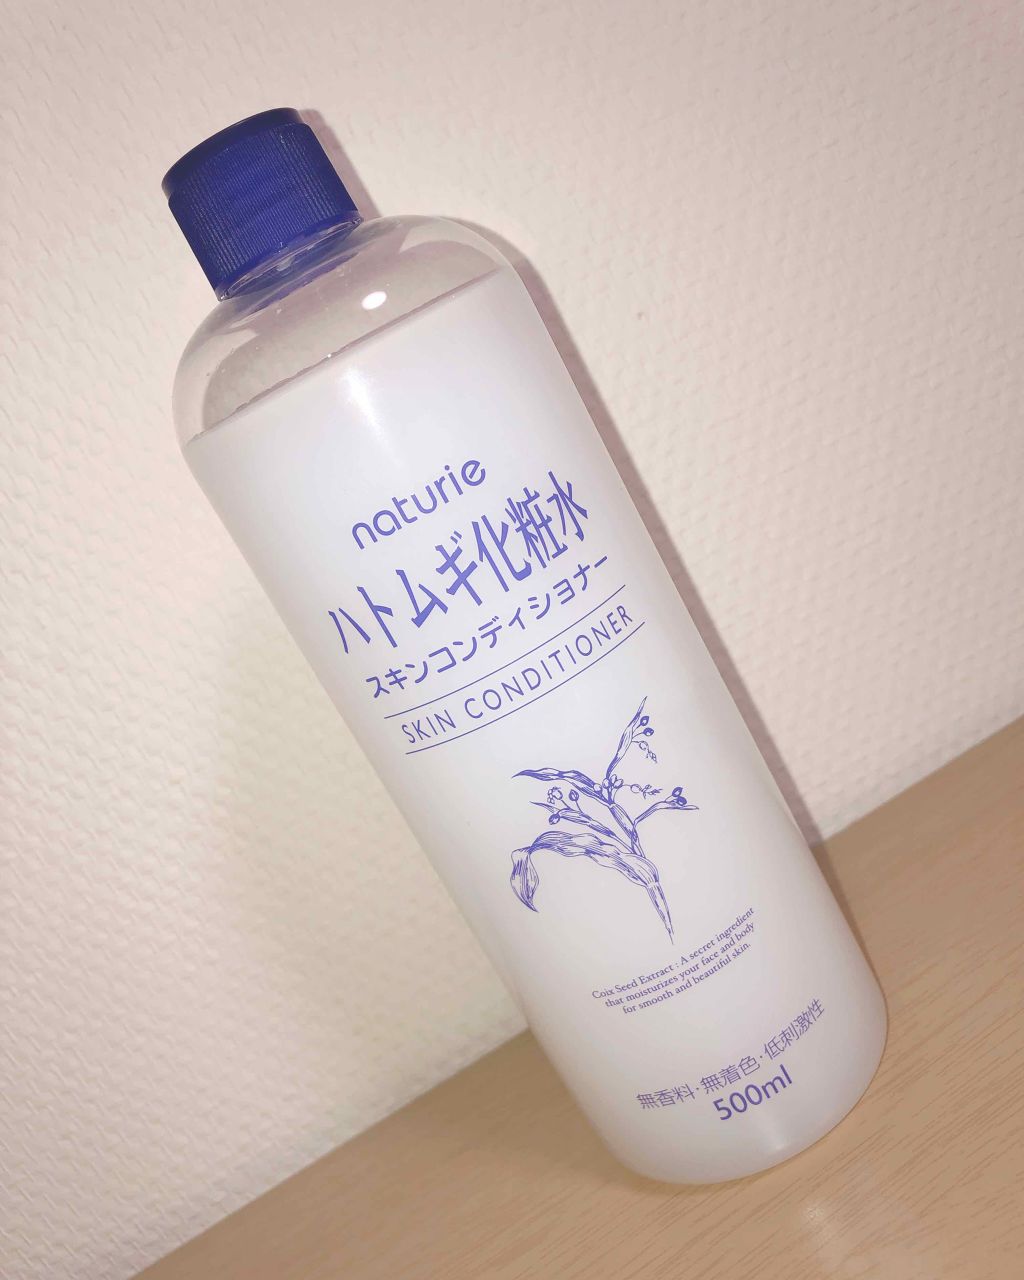 naturie
ハトムギ化粧水
スキンコンディショナー
SKIN CONDITIONER
Coix Seed Extract : A secret ingredient
that moisturizes your face and body
for smooth and beautiful skin.
無香料・無着色・低刺激性
500ml